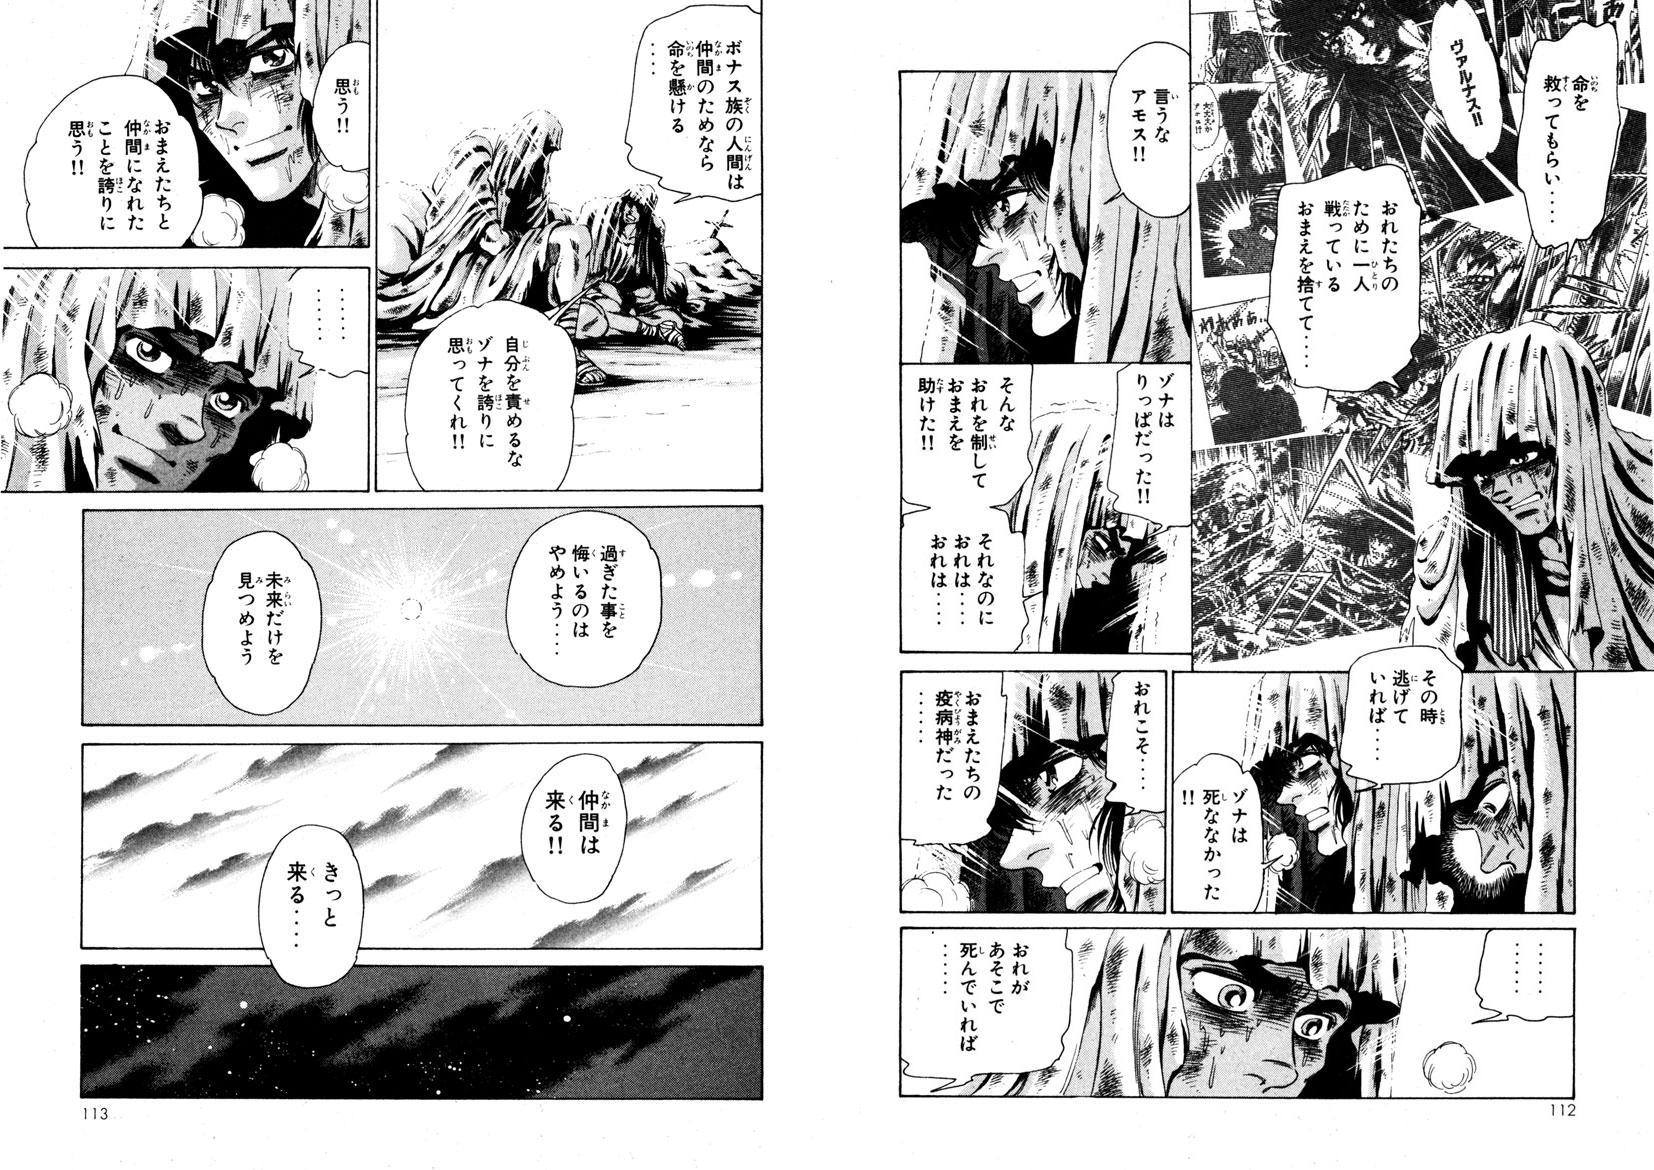 命を
救ってもらい・・・・
ヴァルナス!!
おれたちの
ために一人
戦っている
おまえを捨てて・・・・
言うな
アモス!!
ゾナは
りっぱだった!!
そんな
おれを制して
おまえを
助けた!!
それなのに
おれは・・・・
おれは・・・・
その時
逃げて
いれば・・・・
ゾナは
死ななかった
!!
おれこそ・・・・
おまえたちの
疫病神だった
・・・・・
・・・・・
・・・・・
おれが
あそこで
死んでいれば
・・・・・
112
ボナス族の人間は
仲間のためなら
命を懸ける
・・・
自分を責めるな
ゾナを誇りに
思ってくれ!!
思う!!
おまえたちと
仲間になれた
ことを誇りに
思う!!
・・・・・
・・・・・
過ぎた事を
悔いるのは
やめよう・・・・
未来だけを
見つめよう
仲間は
来る!!
きっと
来る・・・・
113